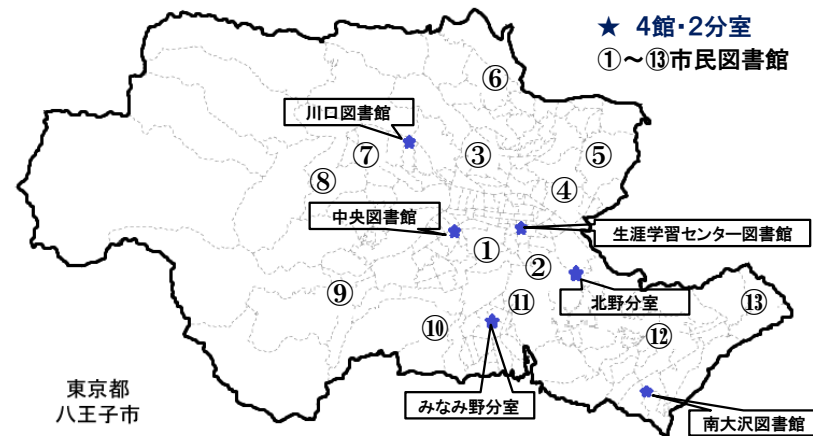 ★ 4館・2分室
①～⑬市民図書館
⑥
川口図書館
③
⑦
⑤
⑧
④
中央図書館
生涯学習センター図書館
①
②
北野分室
⑨
⑪
⑬
⑩
⑫
東京都
八王子市
みなみ野分室
南大沢図書館